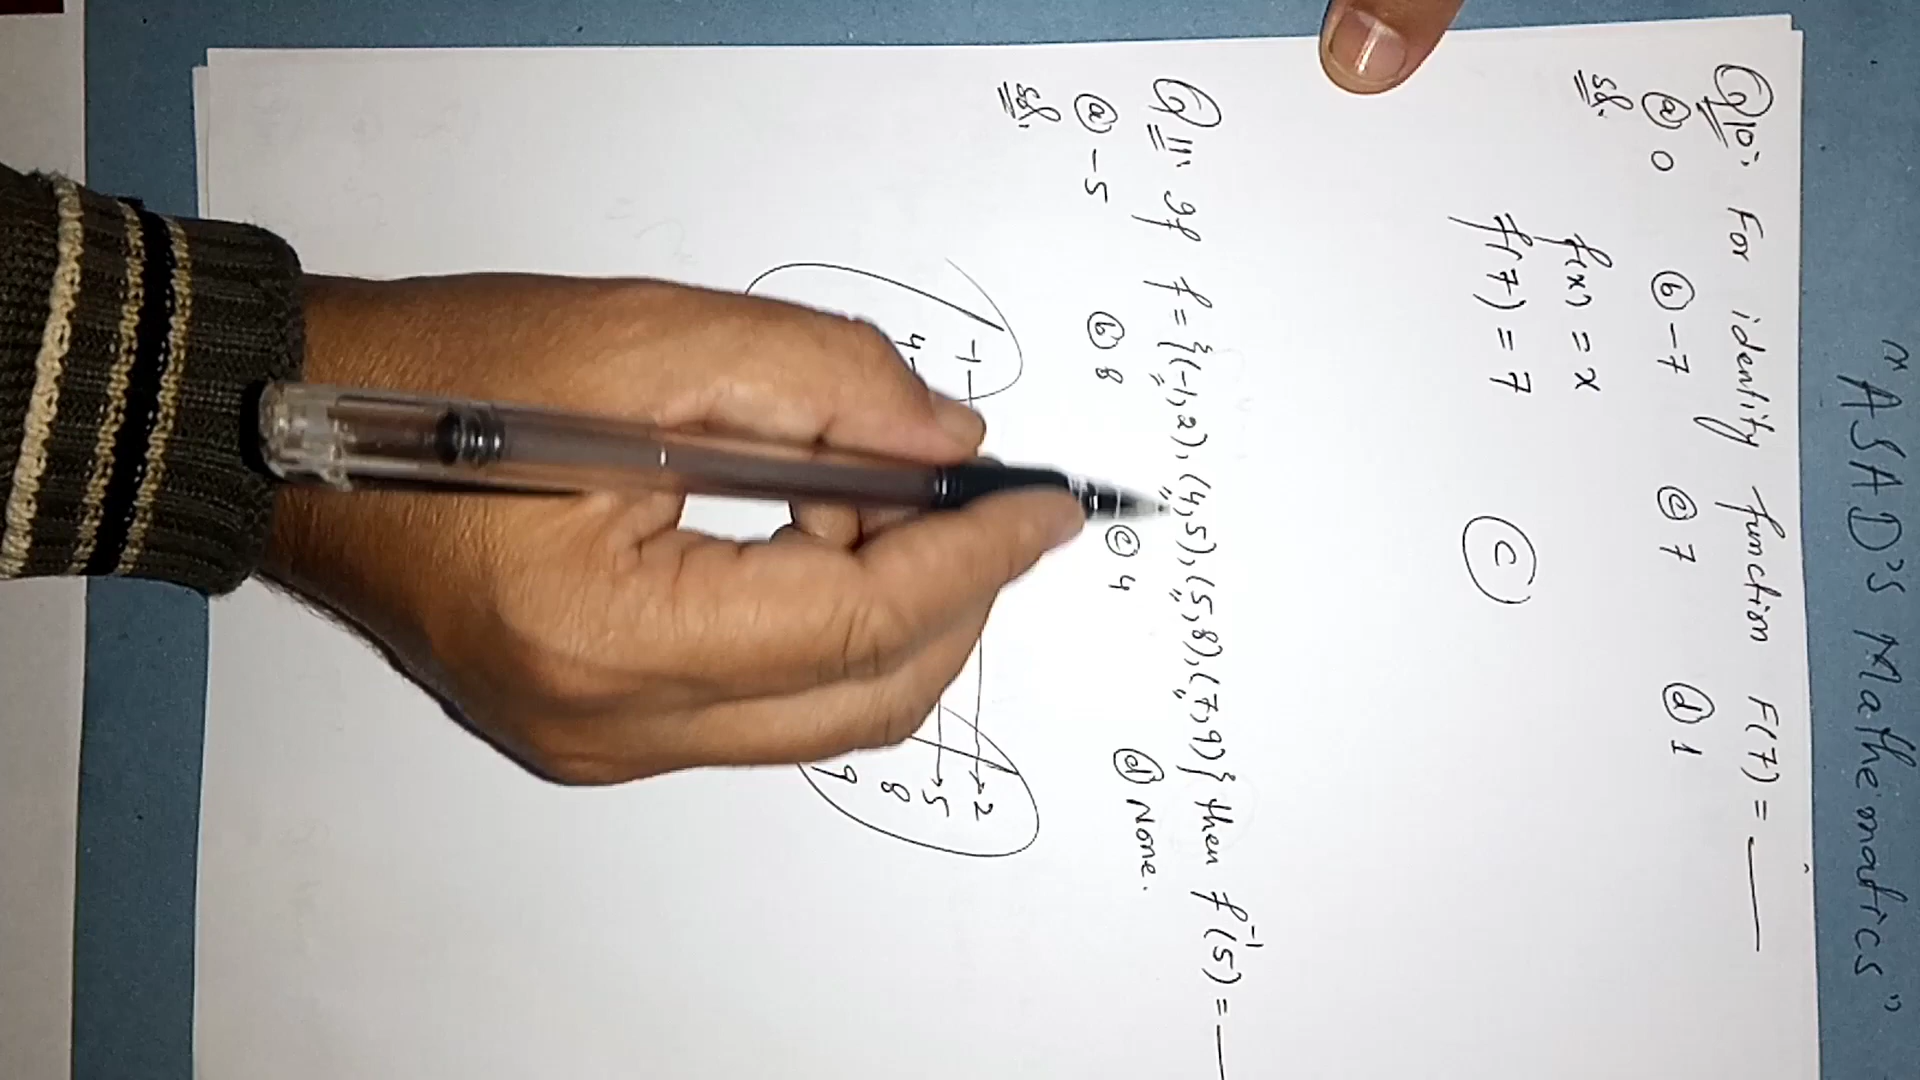 "ASAD'S Mathematics"
Q10: For identity function F(7) = ___
(a) 0 (b) -7 (c) 7 (d) 1
Sol.
f(x) = x
f(7) = 7
(c)
Q11. If f = {(-1,2), (4,5), (5,8), (7,9)} then f⁻¹(5) = ___
(a) -5 (b) 8 (c) 4 (d) None.
Sol.
-1 2
4 5
8
9